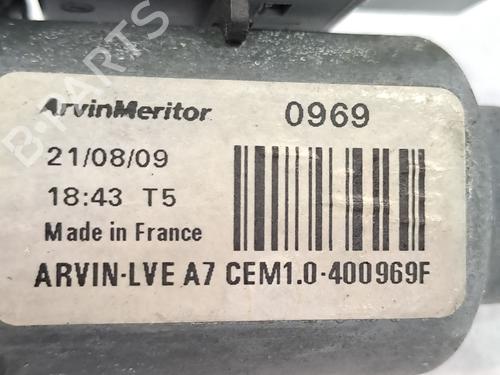 ArvinMeritor 0969
21/08/09
18:43 T5
Made in France
ARVIN-LVE A7 CEM1.0-400969F
B-PARTS